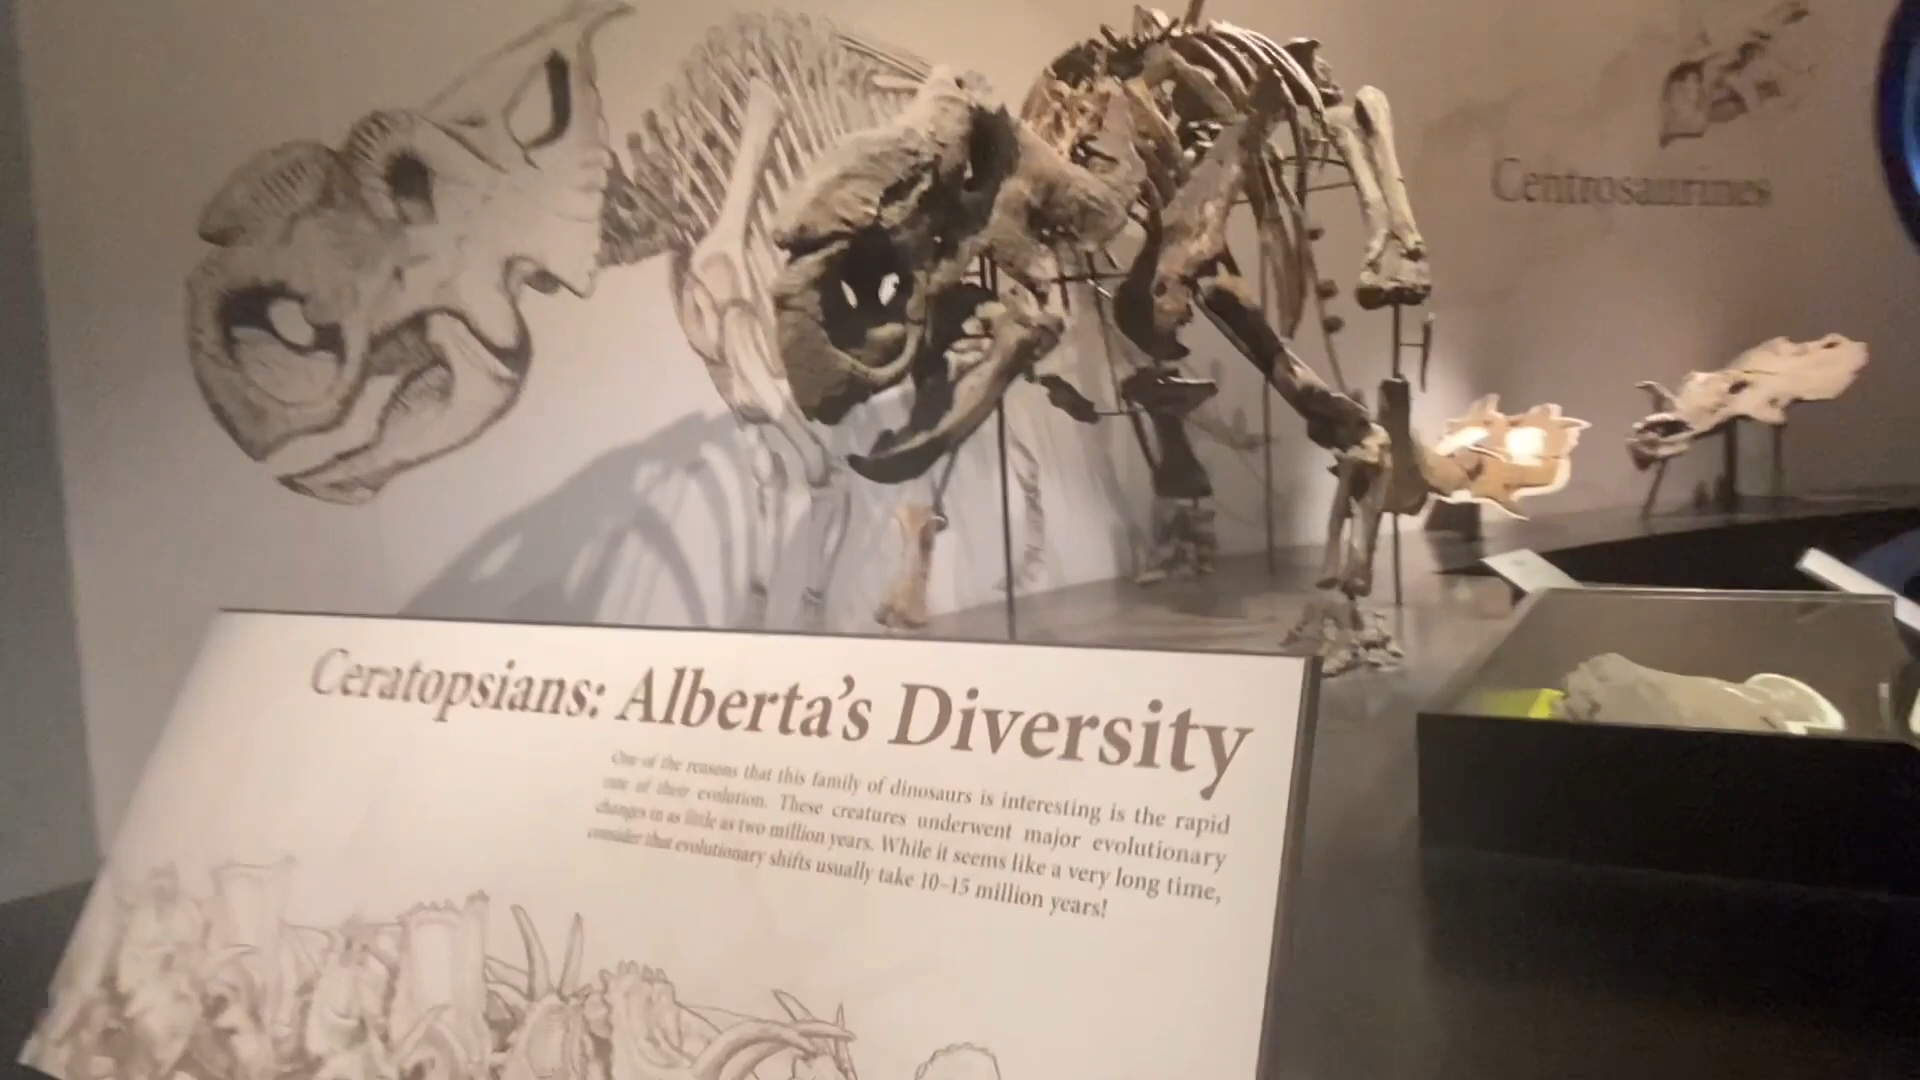 Centrosaurines
Ceratopsians: Alberta's Diversity
One of the reasons that this family of dinosaurs is interesting is the rapid
rate of their evolution. These creatures underwent major evolutionary
changes in as little as two million years. While it seems like a very long time,
consider that evolutionary shifts usually take 10–15 million years!